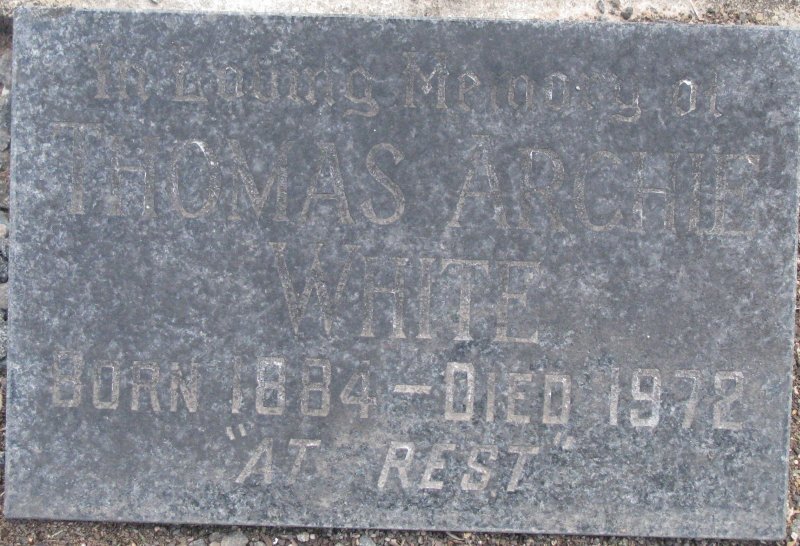 In Loving Memory of
THOMAS ARCHIE
WHITE
BORN 1884 – DIED 1972
"AT REST"